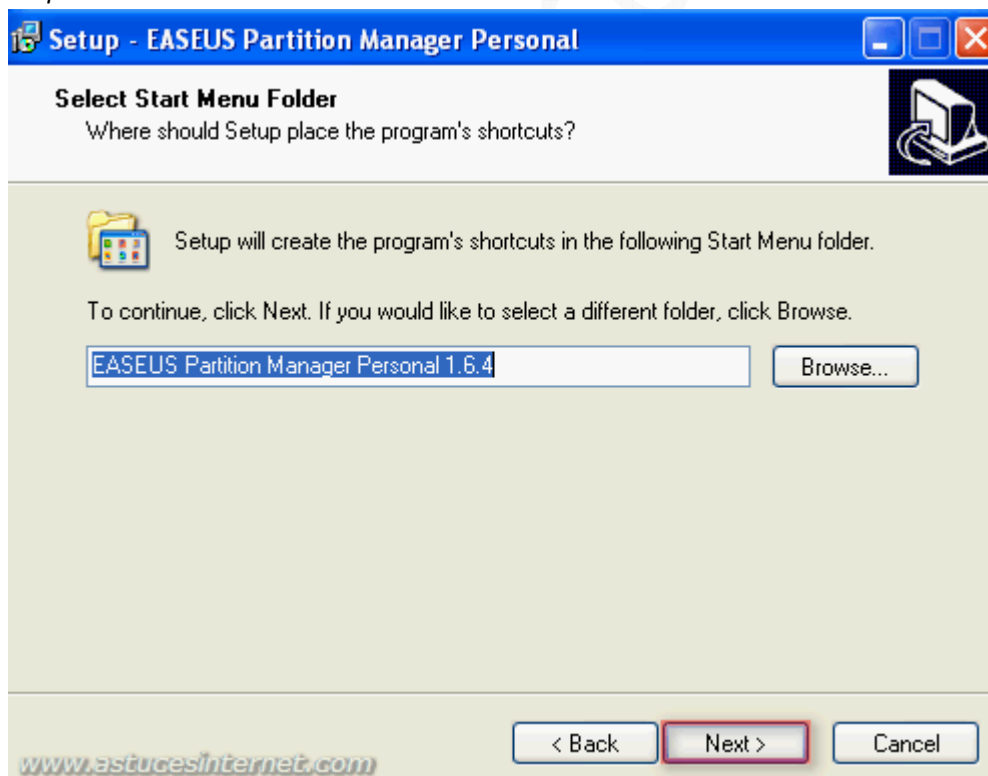 Setup - EASEUS Partition Manager Personal
Select Start Menu Folder
Where should Setup place the program's shortcuts?
Setup will create the program's shortcuts in the following Start Menu folder.
To continue, click Next. If you would like to select a different folder, click Browse.
EASEUS Partition Manager Personal 1.6.4
Browse...
< Back
Next >
Cancel
www.astucesinternet.com